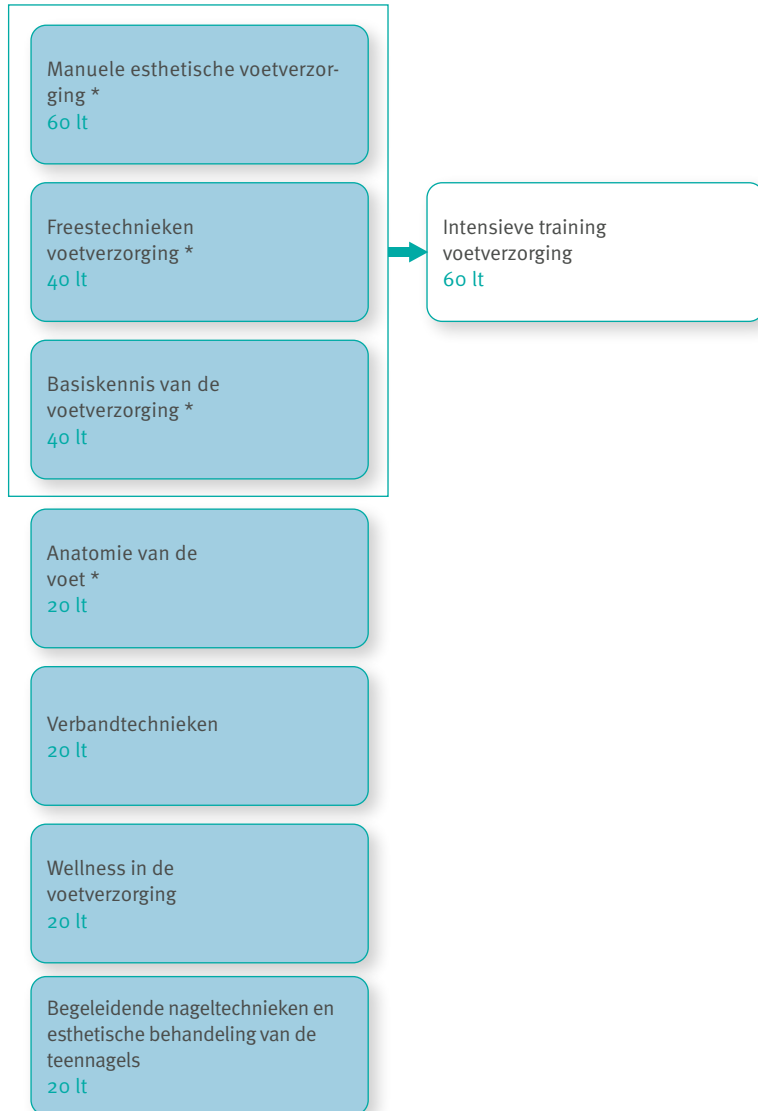 Manuele esthetische voetverzor-
ging *
60 lt
Freestechnieken
voetverzorging *
40 lt
Intensieve training
voetverzorging
60 lt
Basiskennis van de
voetverzorging *
40 lt
Anatomie van de
voet *
20 lt
Verbandtechnieken
20 lt
Wellness in de
voetverzorging
20 lt
Begeleidende nageltechnieken en
esthetische behandeling van de
teennagels
20 lt